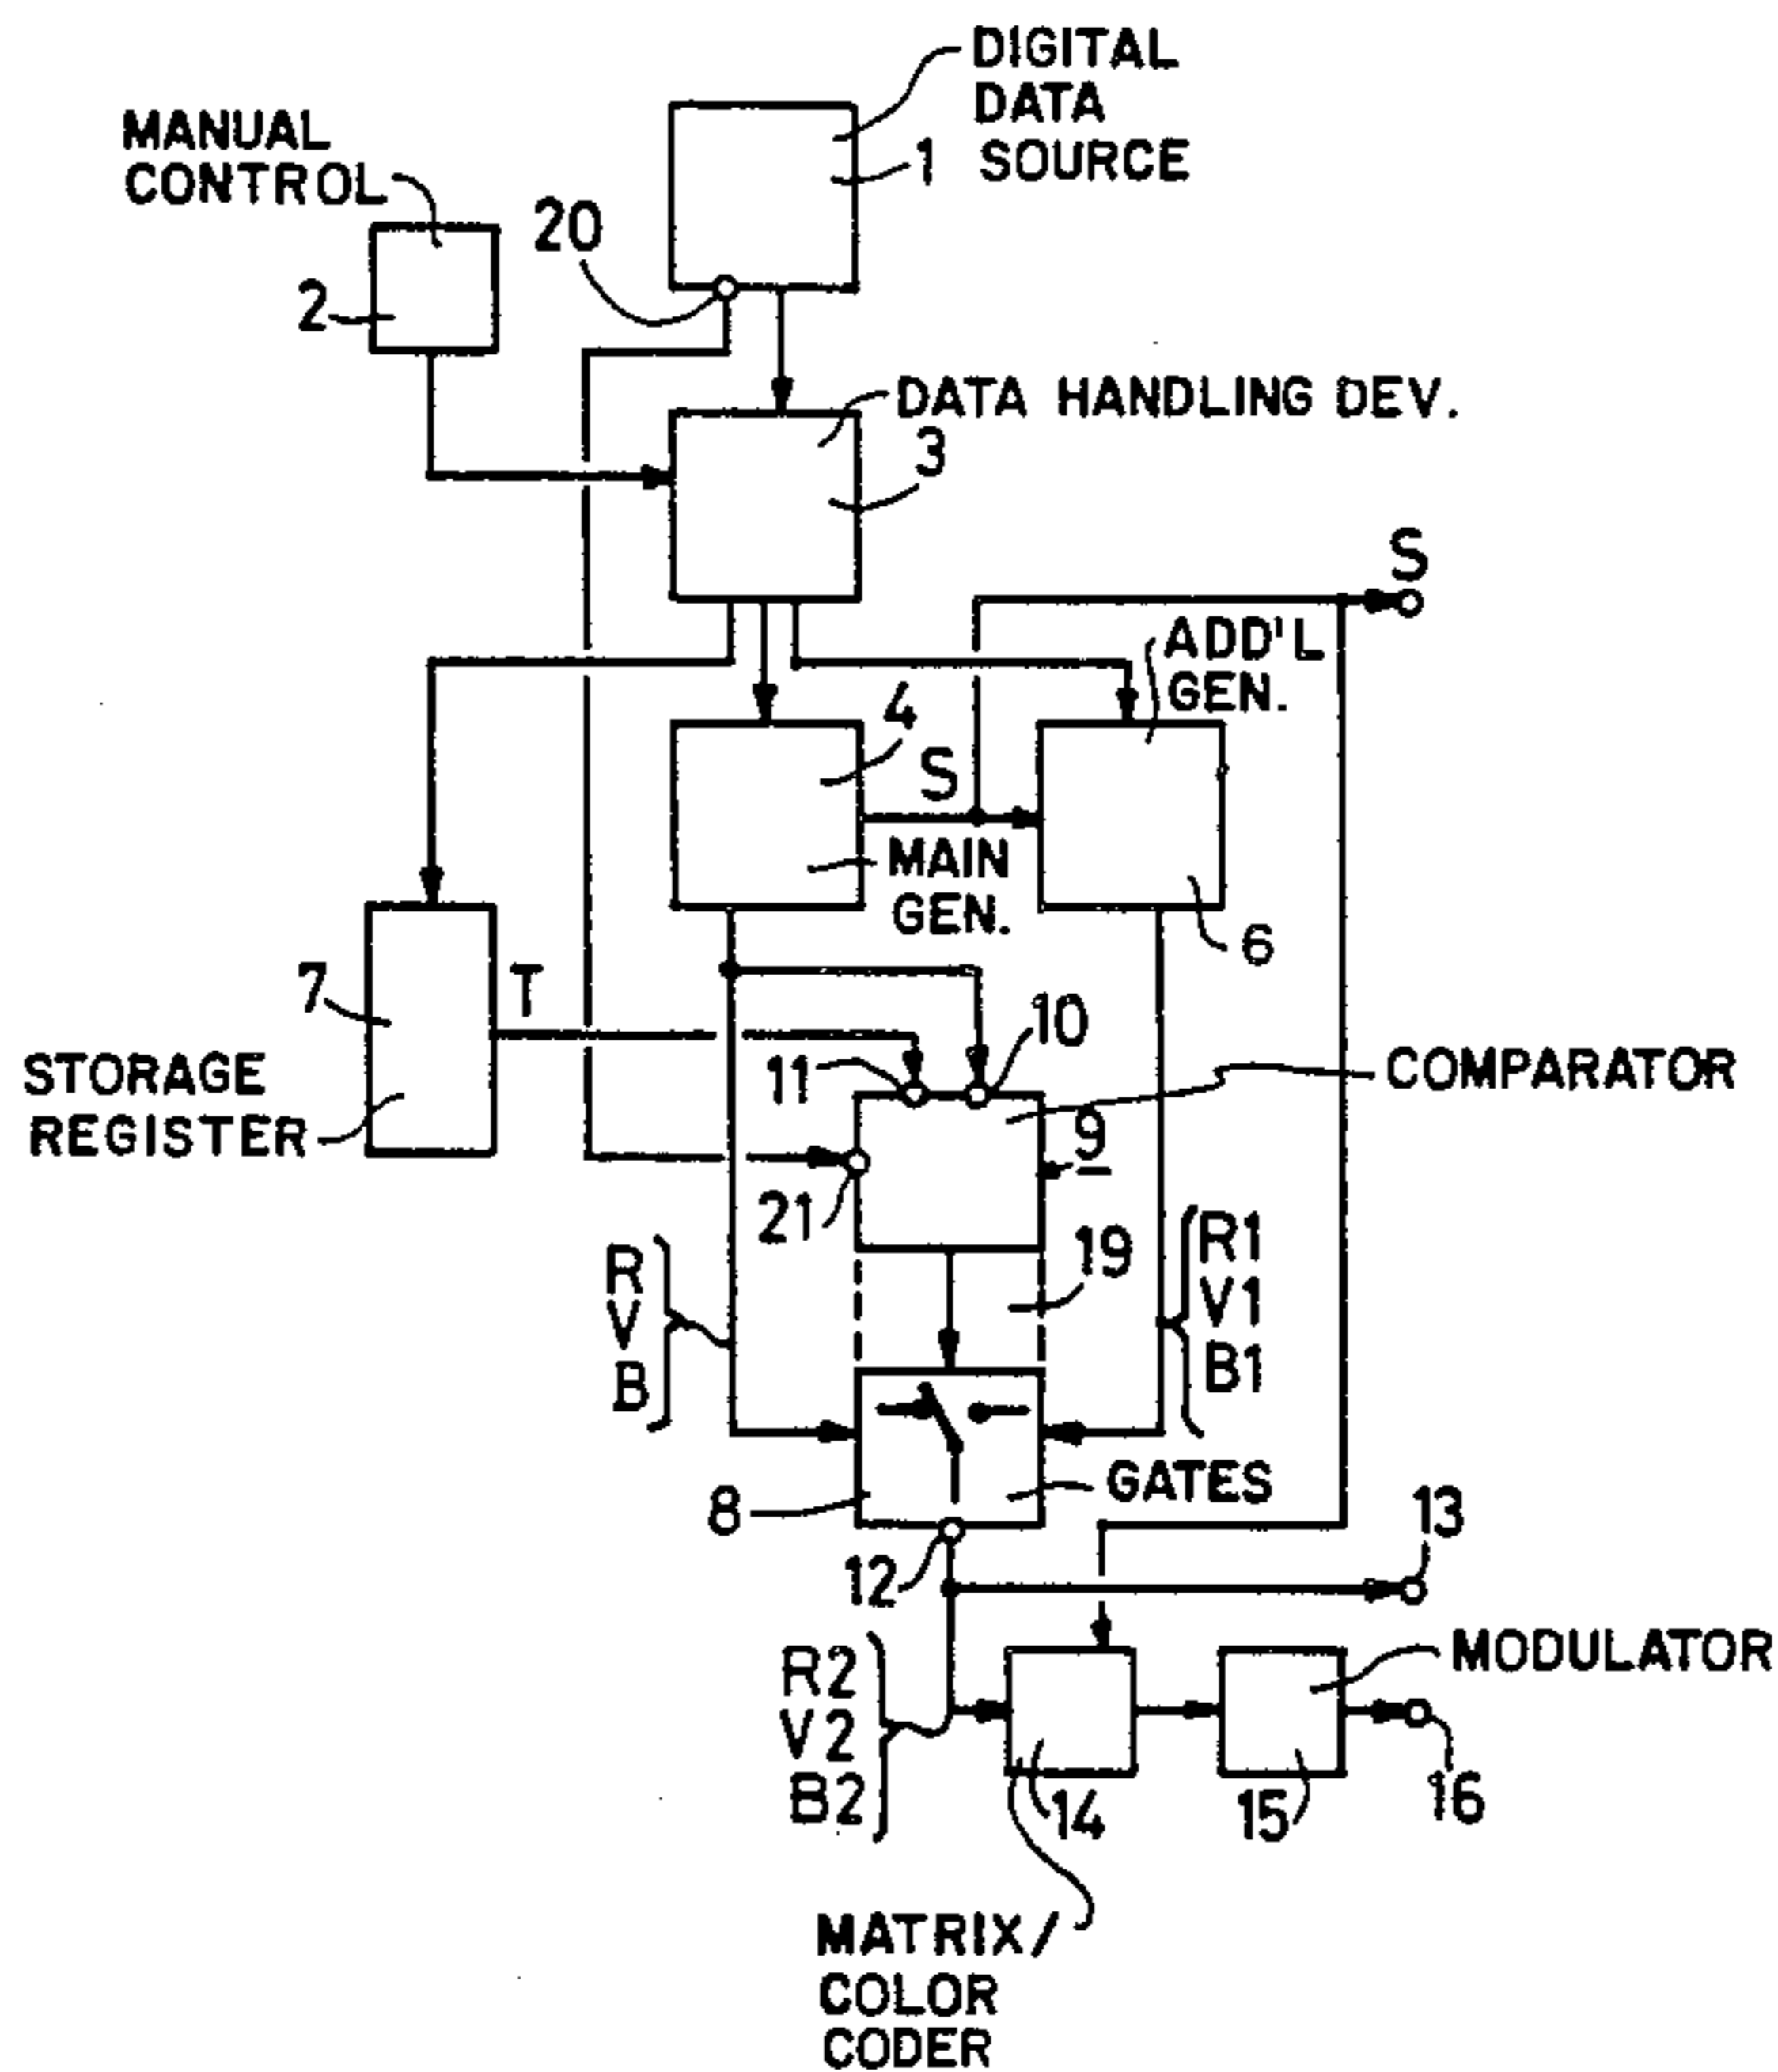 DIGITAL
DATA
SOURCE
1
MANUAL
CONTROL
20
2
DATA HANDLING DEV.
3
S
ADD'L
GEN.
4
S
MAIN
GEN.
6
7
T
10
11
COMPARATOR
STORAGE
REGISTER
9
21
19
R
V
B
R1
V1
B1
GATES
8
13
12
MODULATOR
R2
V2
B2
14
15
16
MATRIX/
COLOR
CODER